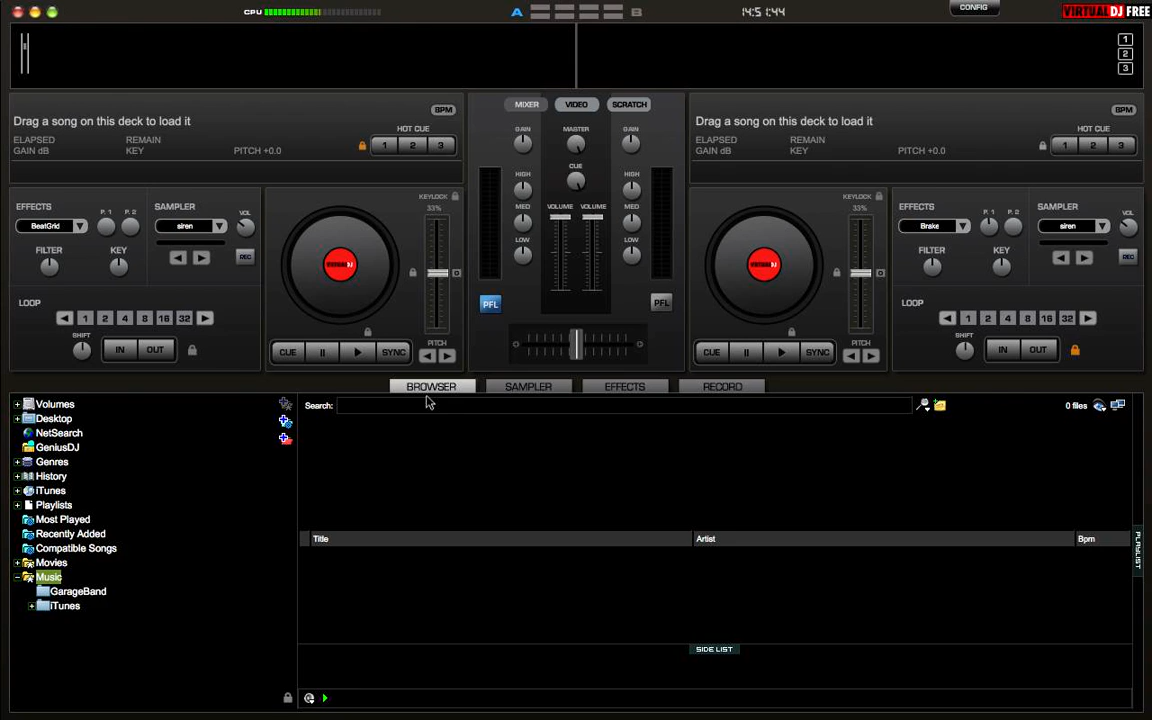 CPU A B 14:51:44 CONFIG VIRTUALDJ FREE
1
2
3
BPM MIXER VIDEO SCRATCH BPM
Drag a song on this deck to load it
ELAPSED REMAIN HOT CUE
GAIN dB KEY PITCH +0.0 1 2 3
GAIN MASTER GAIN
Drag a song on this deck to load it
ELAPSED REMAIN HOT CUE
GAIN dB KEY PITCH +0.0 1 2 3
HIGH CUE HIGH
MED VOLUME VOLUME MED
LOW LOW
PFL PFL
EFFECTS P. 1 P. 2 SAMPLER VOL
BeatGrid siren
FILTER KEY REC
LOOP
1 2 4 8 16 32
SHIFT IN OUT
KEYLOCK
33%
VIRTUALDJ
CUE SYNC PITCH
KEYLOCK
33%
VIRTUALDJ
CUE SYNC PITCH
EFFECTS P. 1 P. 2 SAMPLER VOL
Brake siren
FILTER KEY REC
LOOP
1 2 4 8 16 32
SHIFT IN OUT
BROWSER SAMPLER EFFECTS RECORD
Volumes
Desktop
NetSearch
GeniusDJ
Genres
History
iTunes
Playlists
Most Played
Recently Added
Compatible Songs
Movies
Music
GarageBand
iTunes
Search: 0 files
Title Artist Bpm
PLAYLIST
SIDE LIST